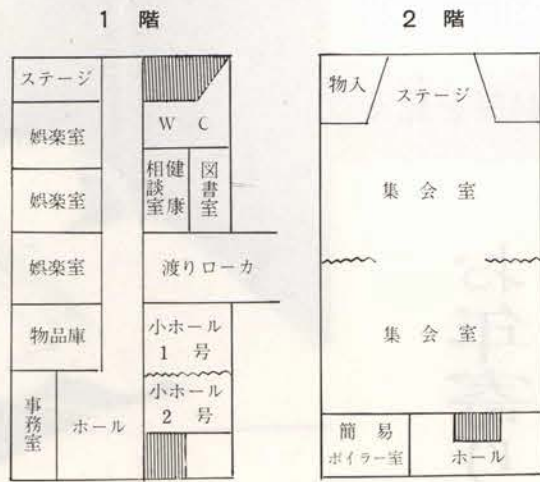 1 階
ステージ
娯楽室
娯楽室
娯楽室
物品庫
事務室
ホール
W C
健康
相談室
図書室
渡りローカ
小ホール
1 号
小ホール
2 号
2 階
物入
ステージ
集 会 室
集 会 室
簡 易
ボイラー室
ホール